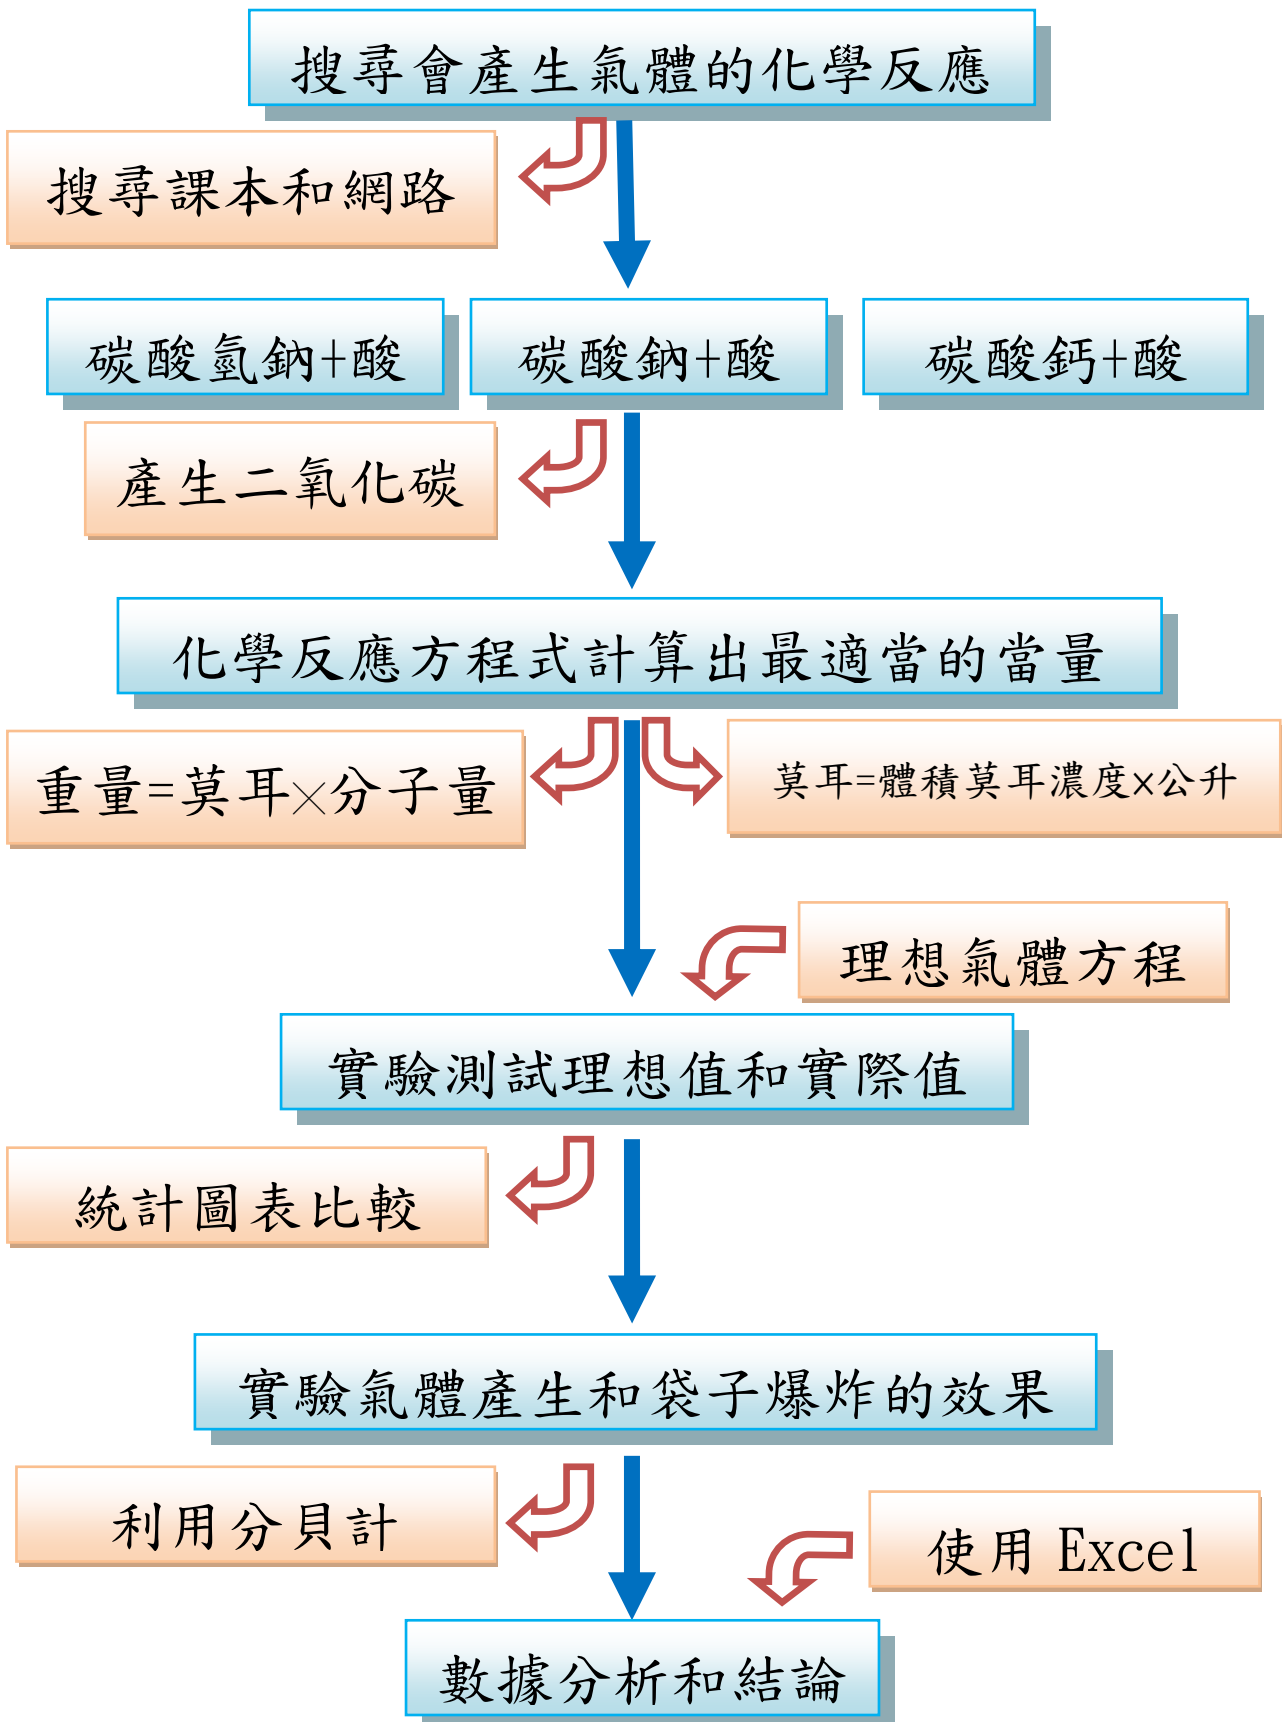 搜尋會產生氣體的化學反應
搜尋課本和網路
碳酸氫鈉+酸
碳酸鈉+酸
碳酸鈣+酸
產生二氧化碳
化學反應方程式計算出最適當的當量
重量=莫耳×分子量
莫耳=體積莫耳濃度×公升
理想氣體方程
實驗測試理想值和實際值
統計圖表比較
實驗氣體產生和袋子爆炸的效果
利用分貝計
使用 Excel
數據分析和結論